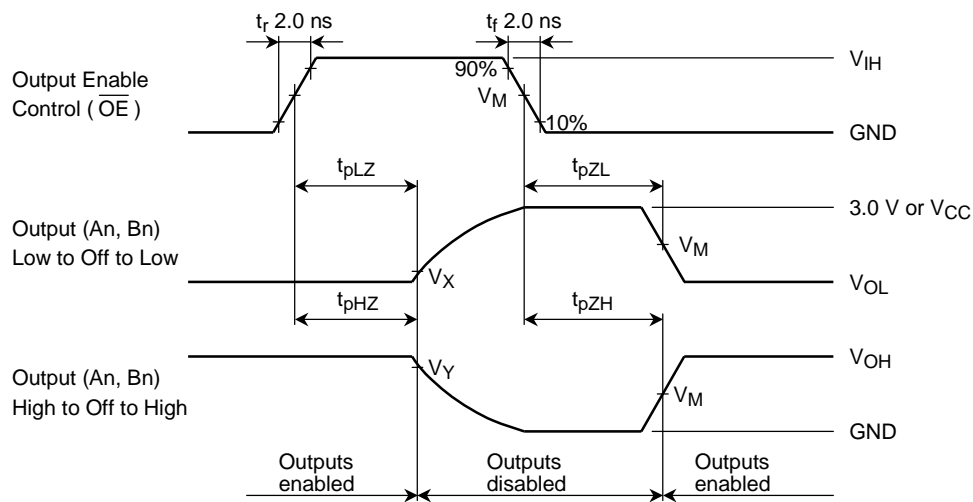 tr 2.0 ns
tf 2.0 ns
Output Enable
Control ( OE )
90%
VM
10%
VIH
GND
tpLZ
tpZL
Output (An, Bn)
Low to Off to Low
3.0 V or VCC
VM
VX
VOL
tpHZ
tpZH
Output (An, Bn)
High to Off to High
VY
VOH
VM
GND
Outputs
enabled
Outputs
disabled
Outputs
enabled